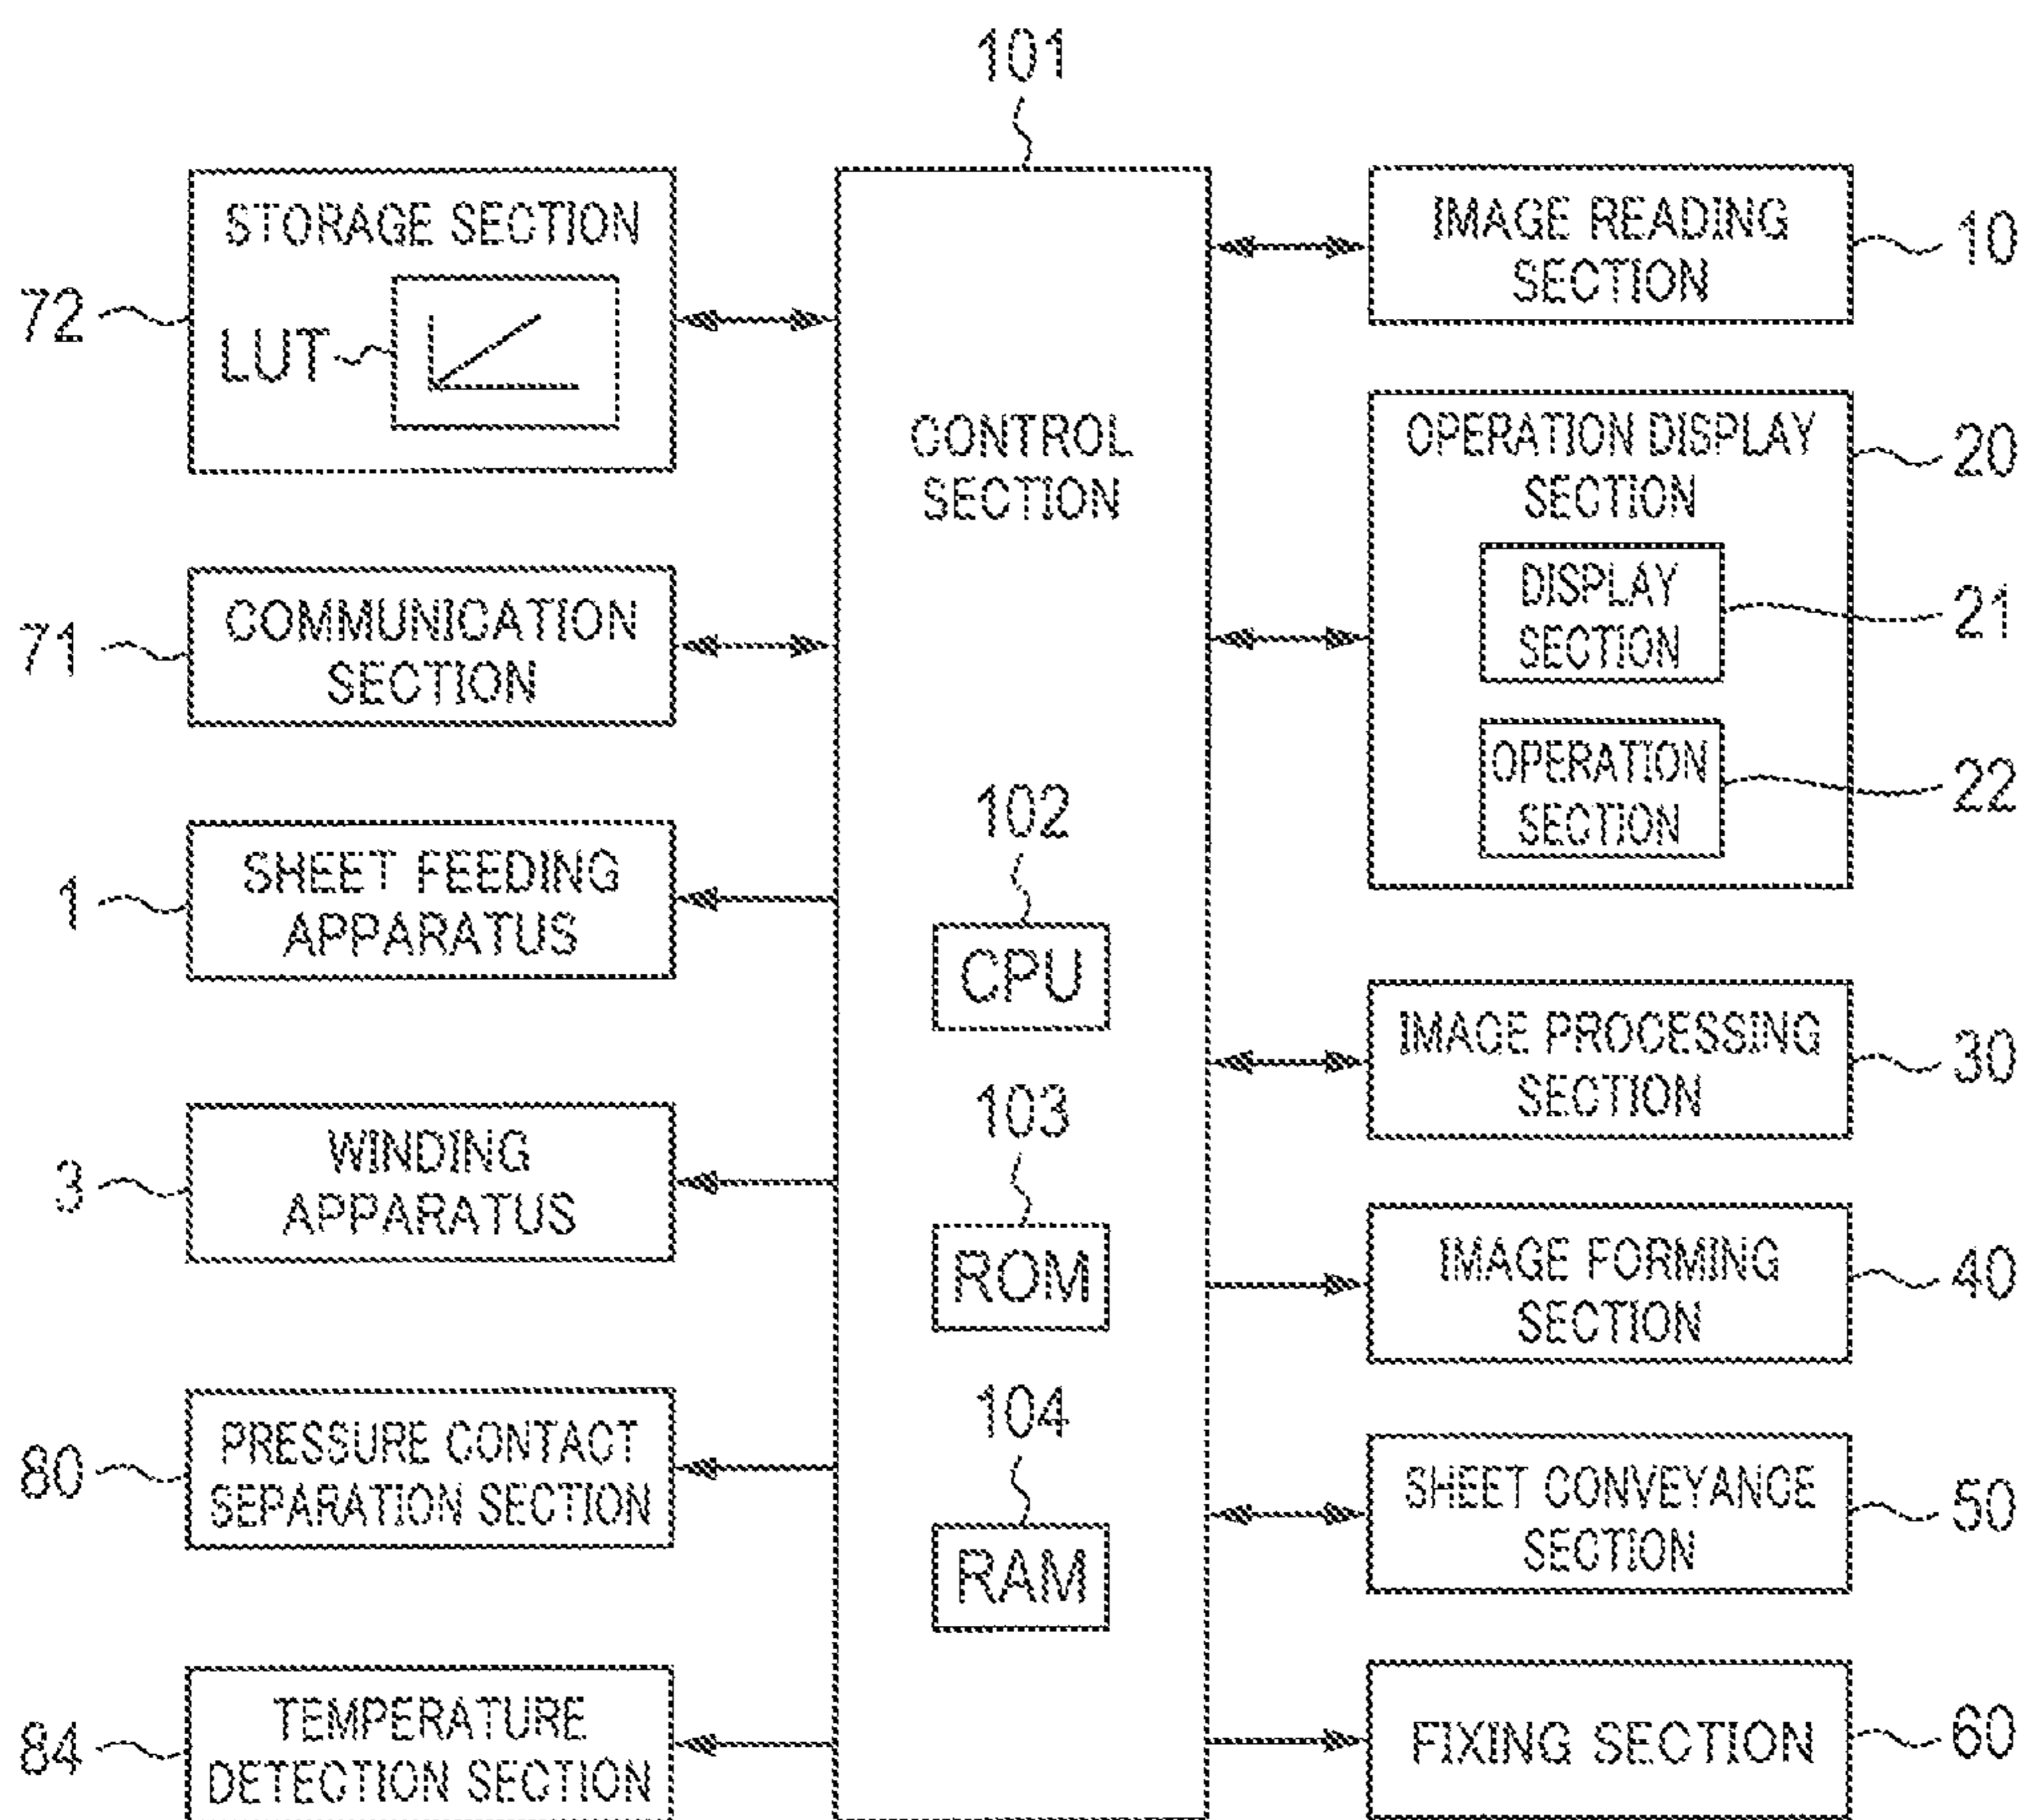 101
STORAGE SECTION
72
LUT
COMMUNICATION
SECTION
71
SHEET FEEDING
APPARATUS
1
WINDING
APPARATUS
3
PRESSURE CONTACT
SEPARATION SECTION
80
TEMPERATURE
DETECTION SECTION
84
CONTROL
SECTION
102
CPU
103
ROM
104
RAM
IMAGE READING
SECTION
10
OPERATION DISPLAY
SECTION
20
DISPLAY
SECTION
21
OPERATION
SECTION
22
IMAGE PROCESSING
SECTION
30
IMAGE FORMING
SECTION
40
SHEET CONVEYANCE
SECTION
50
FIXING SECTION
60